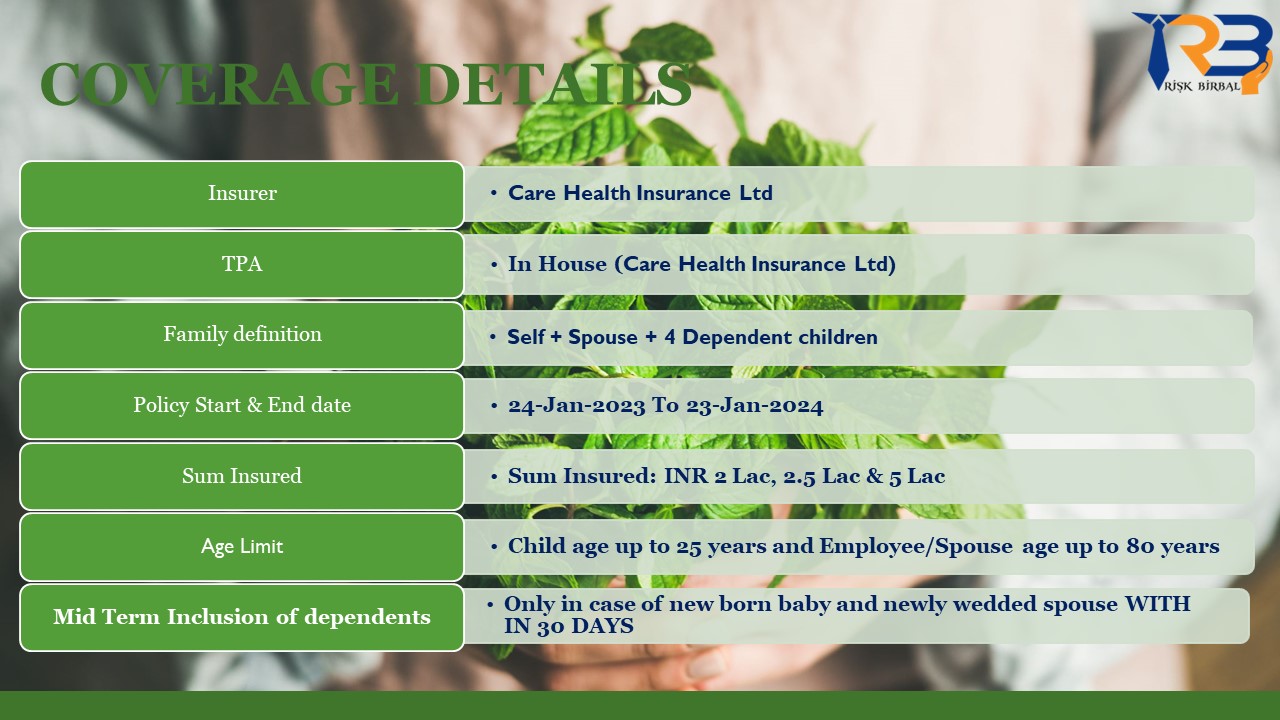 COVERAGE DETAILS
RB
RİŞK BİRBAL
Insurer
• Care Health Insurance Ltd
TPA
• In House (Care Health Insurance Ltd)
Family definition
• Self + Spouse + 4 Dependent children
Policy Start & End date
• 24-Jan-2023 To 23-Jan-2024
Sum Insured
• Sum Insured: INR 2 Lac, 2.5 Lac & 5 Lac
Age Limit
• Child age up to 25 years and Employee/Spouse age up to 80 years
Mid Term Inclusion of dependents
• Only in case of new born baby and newly wedded spouse WITH
IN 30 DAYS